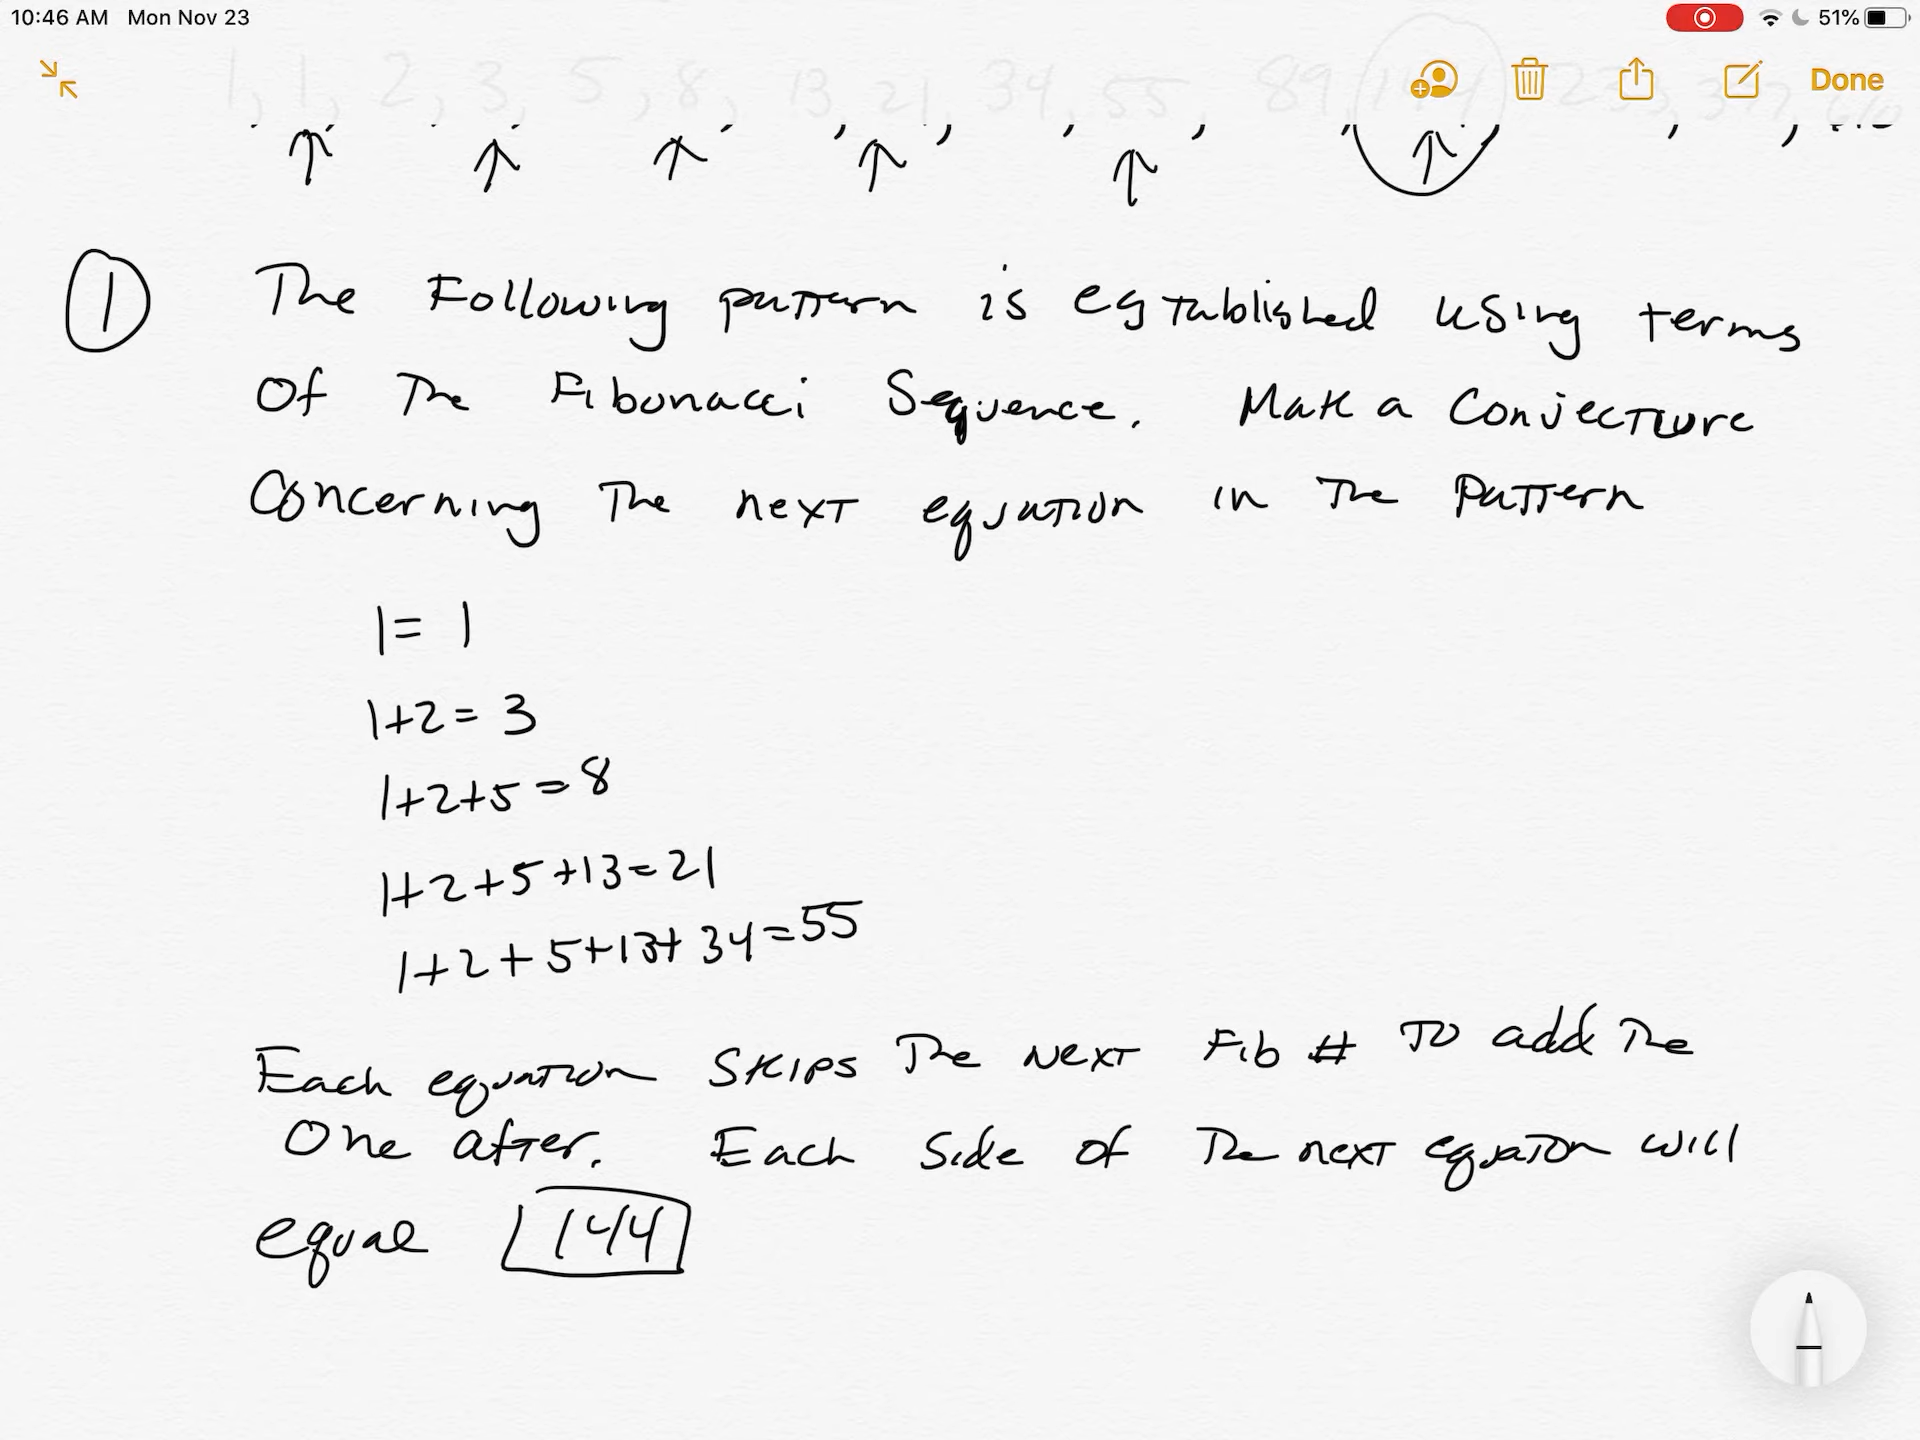 10:46 AM Mon Nov 23 51%
1, 1, 2, 3, 5, 8, 13, 21, 34, 55, 89, 144, 233, 377, 610
Done
1 The Following pattern is established using terms
Of The Fibonacci Sequence. Make a Conjecture
Concerning The next equation in The Pattern
1 = 1
1+2 = 3
1+2+5 = 8
1+2+5+13 = 21
1+2+5+13+34 = 55
Each equation Skips The Next Fib # To add The
One after. Each Side of The next equation will
equal 144